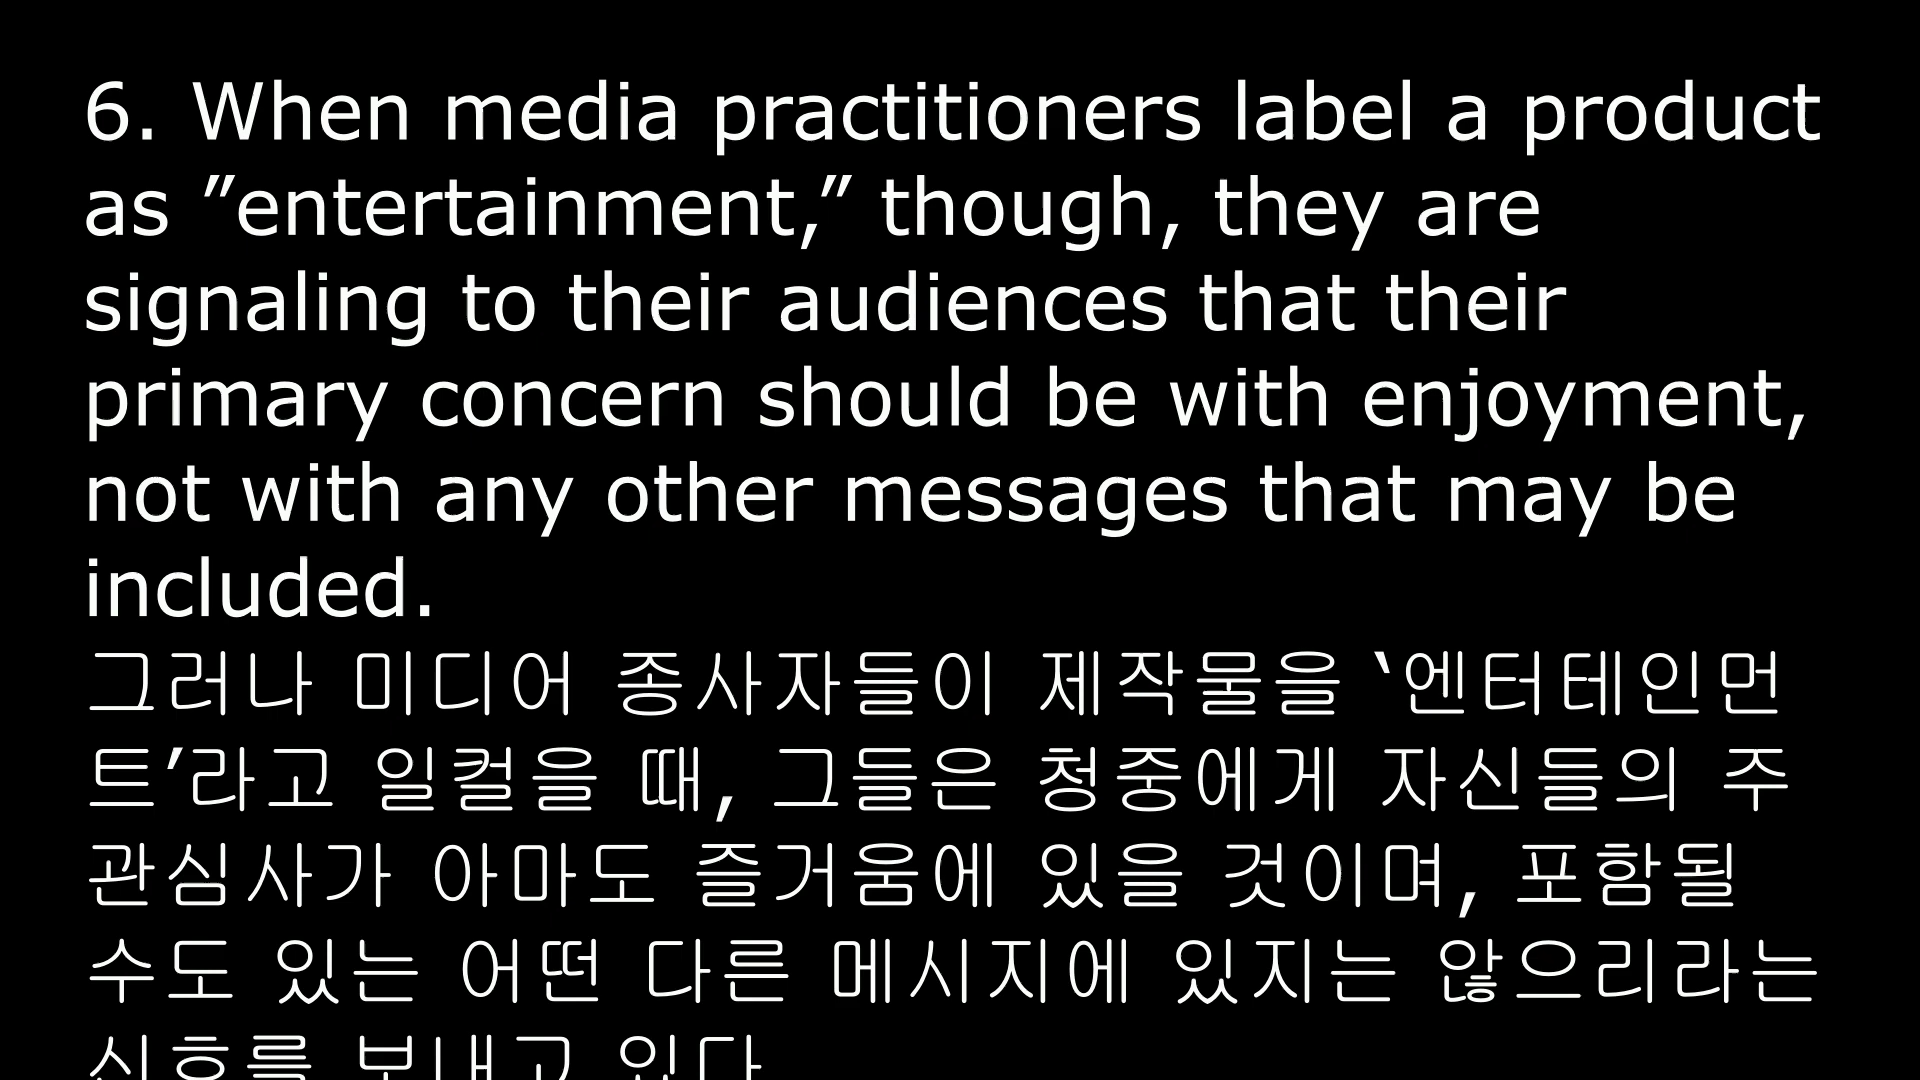 6. When media practitioners label a product
as ”entertainment,” though, they are
signaling to their audiences that their
primary concern should be with enjoyment,
not with any other messages that may be
included.
그러나 미디어 종사자들이 제작물을 ‘엔터테인먼
트’라고 일컬을 때, 그들은 청중에게 자신들의 주
관심사가 아마도 즐거움에 있을 것이며, 포함될
수도 있는 어떤 다른 메시지에 있지는 않으리라는
신호를 보내고 있다